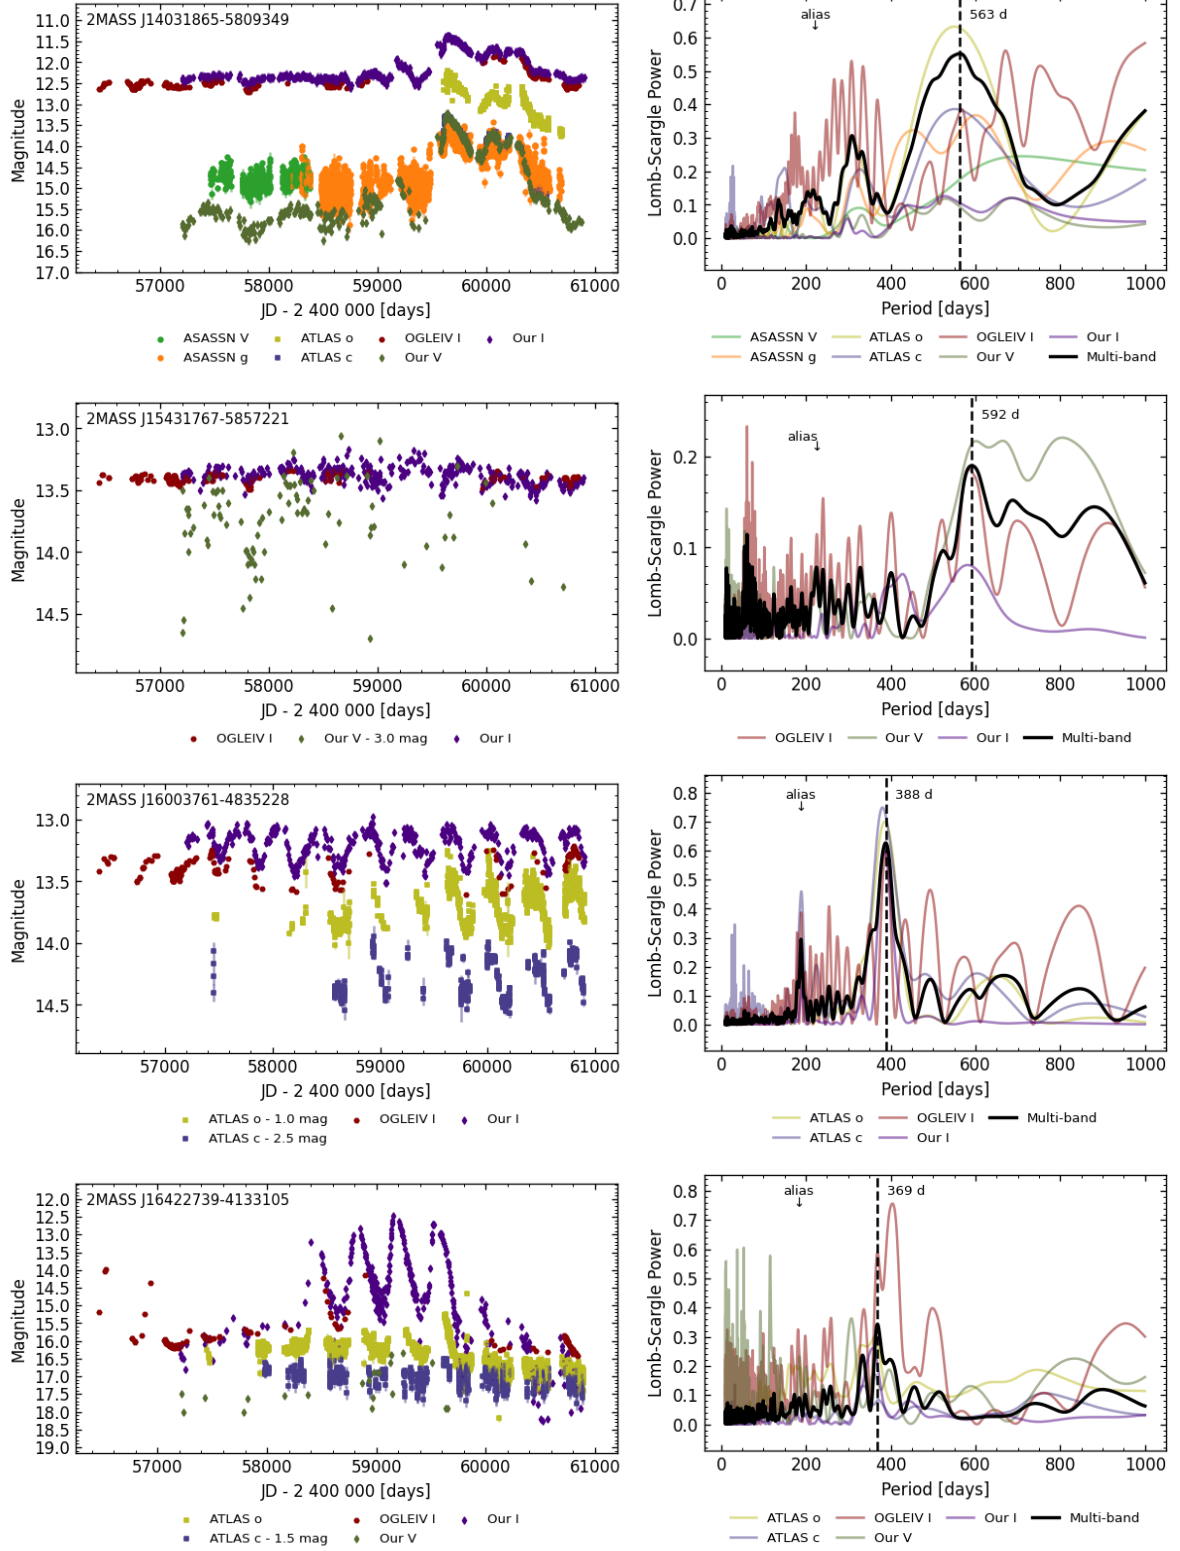 2MASS J14031865-5809349
11.0
11.5
12.0
12.5
13.0
13.5
14.0
14.5
15.0
15.5
16.0
16.5
17.0
Magnitude
57000 58000 59000 60000 61000
JD - 2 400 000 [days]
ASASSN V ATLAS o OGLEIV I Our I
ASASSN g ATLAS c Our V
0.7
0.6
0.5
0.4
0.3
0.2
0.1
0.0
Lomb-Scargle Power
alias
↓
563 d
0 200 400 600 800 1000
Period [days]
ASASSN V ATLAS o OGLEIV I Our I
ASASSN g ATLAS c Our V Multi-band
2MASS J15431767-5857221
13.0
13.5
14.0
14.5
Magnitude
57000 58000 59000 60000 61000
JD - 2 400 000 [days]
OGLEIV I Our V - 3.0 mag Our I
0.2
0.1
0.0
Lomb-Scargle Power
alias
↓
592 d
0 200 400 600 800 1000
Period [days]
OGLEIV I Our V Our I Multi-band
2MASS J16003761-4835228
13.0
13.5
14.0
14.5
Magnitude
57000 58000 59000 60000 61000
JD - 2 400 000 [days]
ATLAS o - 1.0 mag OGLEIV I Our I
ATLAS c - 2.5 mag
0.8
0.7
0.6
0.5
0.4
0.3
0.2
0.1
0.0
Lomb-Scargle Power
alias
↓
388 d
0 200 400 600 800 1000
Period [days]
ATLAS o OGLEIV I Multi-band
ATLAS c Our I
2MASS J16422739-4133105
12.0
12.5
13.0
13.5
14.0
14.5
15.0
15.5
16.0
16.5
17.0
17.5
18.0
18.5
19.0
Magnitude
57000 58000 59000 60000 61000
JD - 2 400 000 [days]
ATLAS o OGLEIV I Our I
ATLAS c - 1.5 mag Our V
0.8
0.7
0.6
0.5
0.4
0.3
0.2
0.1
0.0
Lomb-Scargle Power
alias
↓
369 d
0 200 400 600 800 1000
Period [days]
ATLAS o OGLEIV I Our I Multi-band
ATLAS c Our V